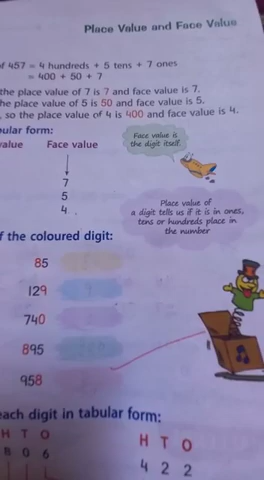 Place Value and Face Value
of 457 = 4 hundreds + 5 tens + 7 ones
= 400 + 50 + 7
the place value of 7 is 7 and face value is 7.
he place value of 5 is 50 and face value is 5.
, so the place value of 4 is 400 and face value is 4.
ular form:
value Face value
7
5
4
Face value is
the digit itself.
Place value of
a digit tells us if it is in ones,
tens or hundreds place in
the number
f the coloured digit:
85
129
740
895
958
each digit in tabular form:
H T O
0 6
H T O
4 2 2